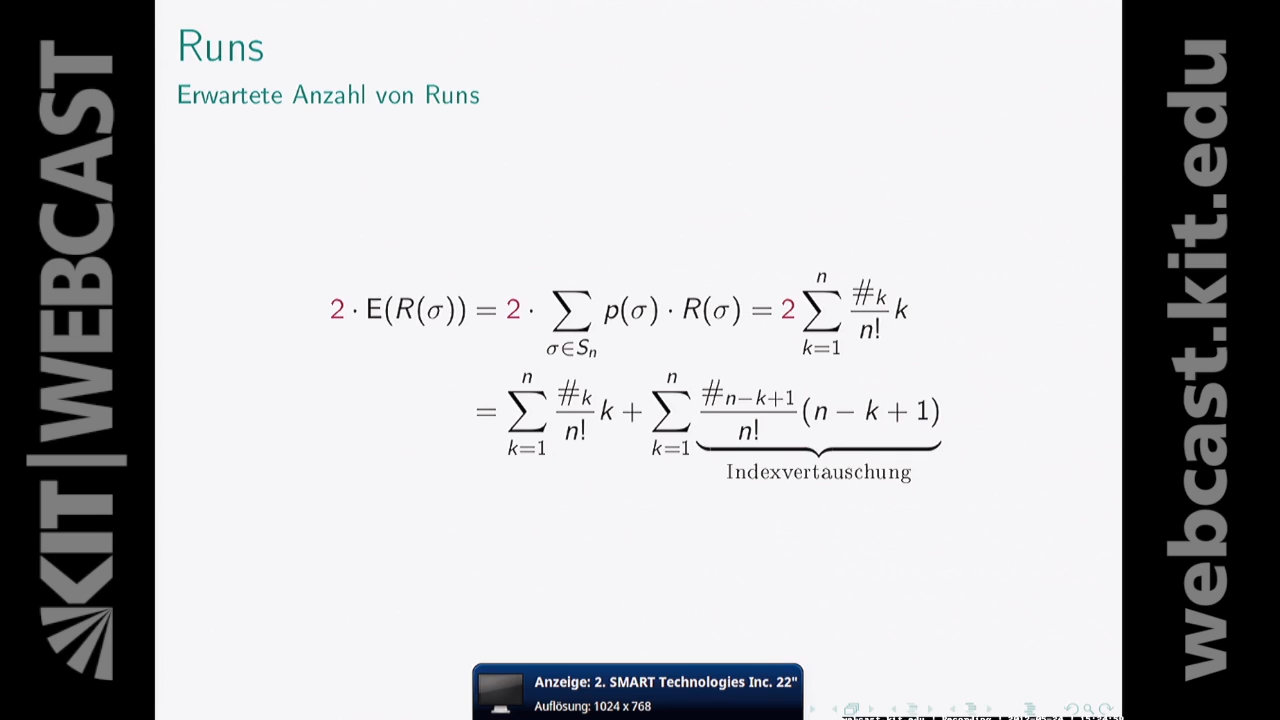 KIT | WEBCAST
Runs
Erwartete Anzahl von Runs
2 · E(R(σ)) = 2 · ∑_{σ∈S_n} p(σ) · R(σ) = 2 ∑_{k=1}^{n} #_k/n! k
= ∑_{k=1}^{n} #_k/n! k + ∑_{k=1}^{n} #_{n−k+1}/n! (n − k + 1)
Indexvertauschung
Anzeige: 2. SMART Technologies Inc. 22"
Auflösung: 1024 x 768
webcast.kit.edu